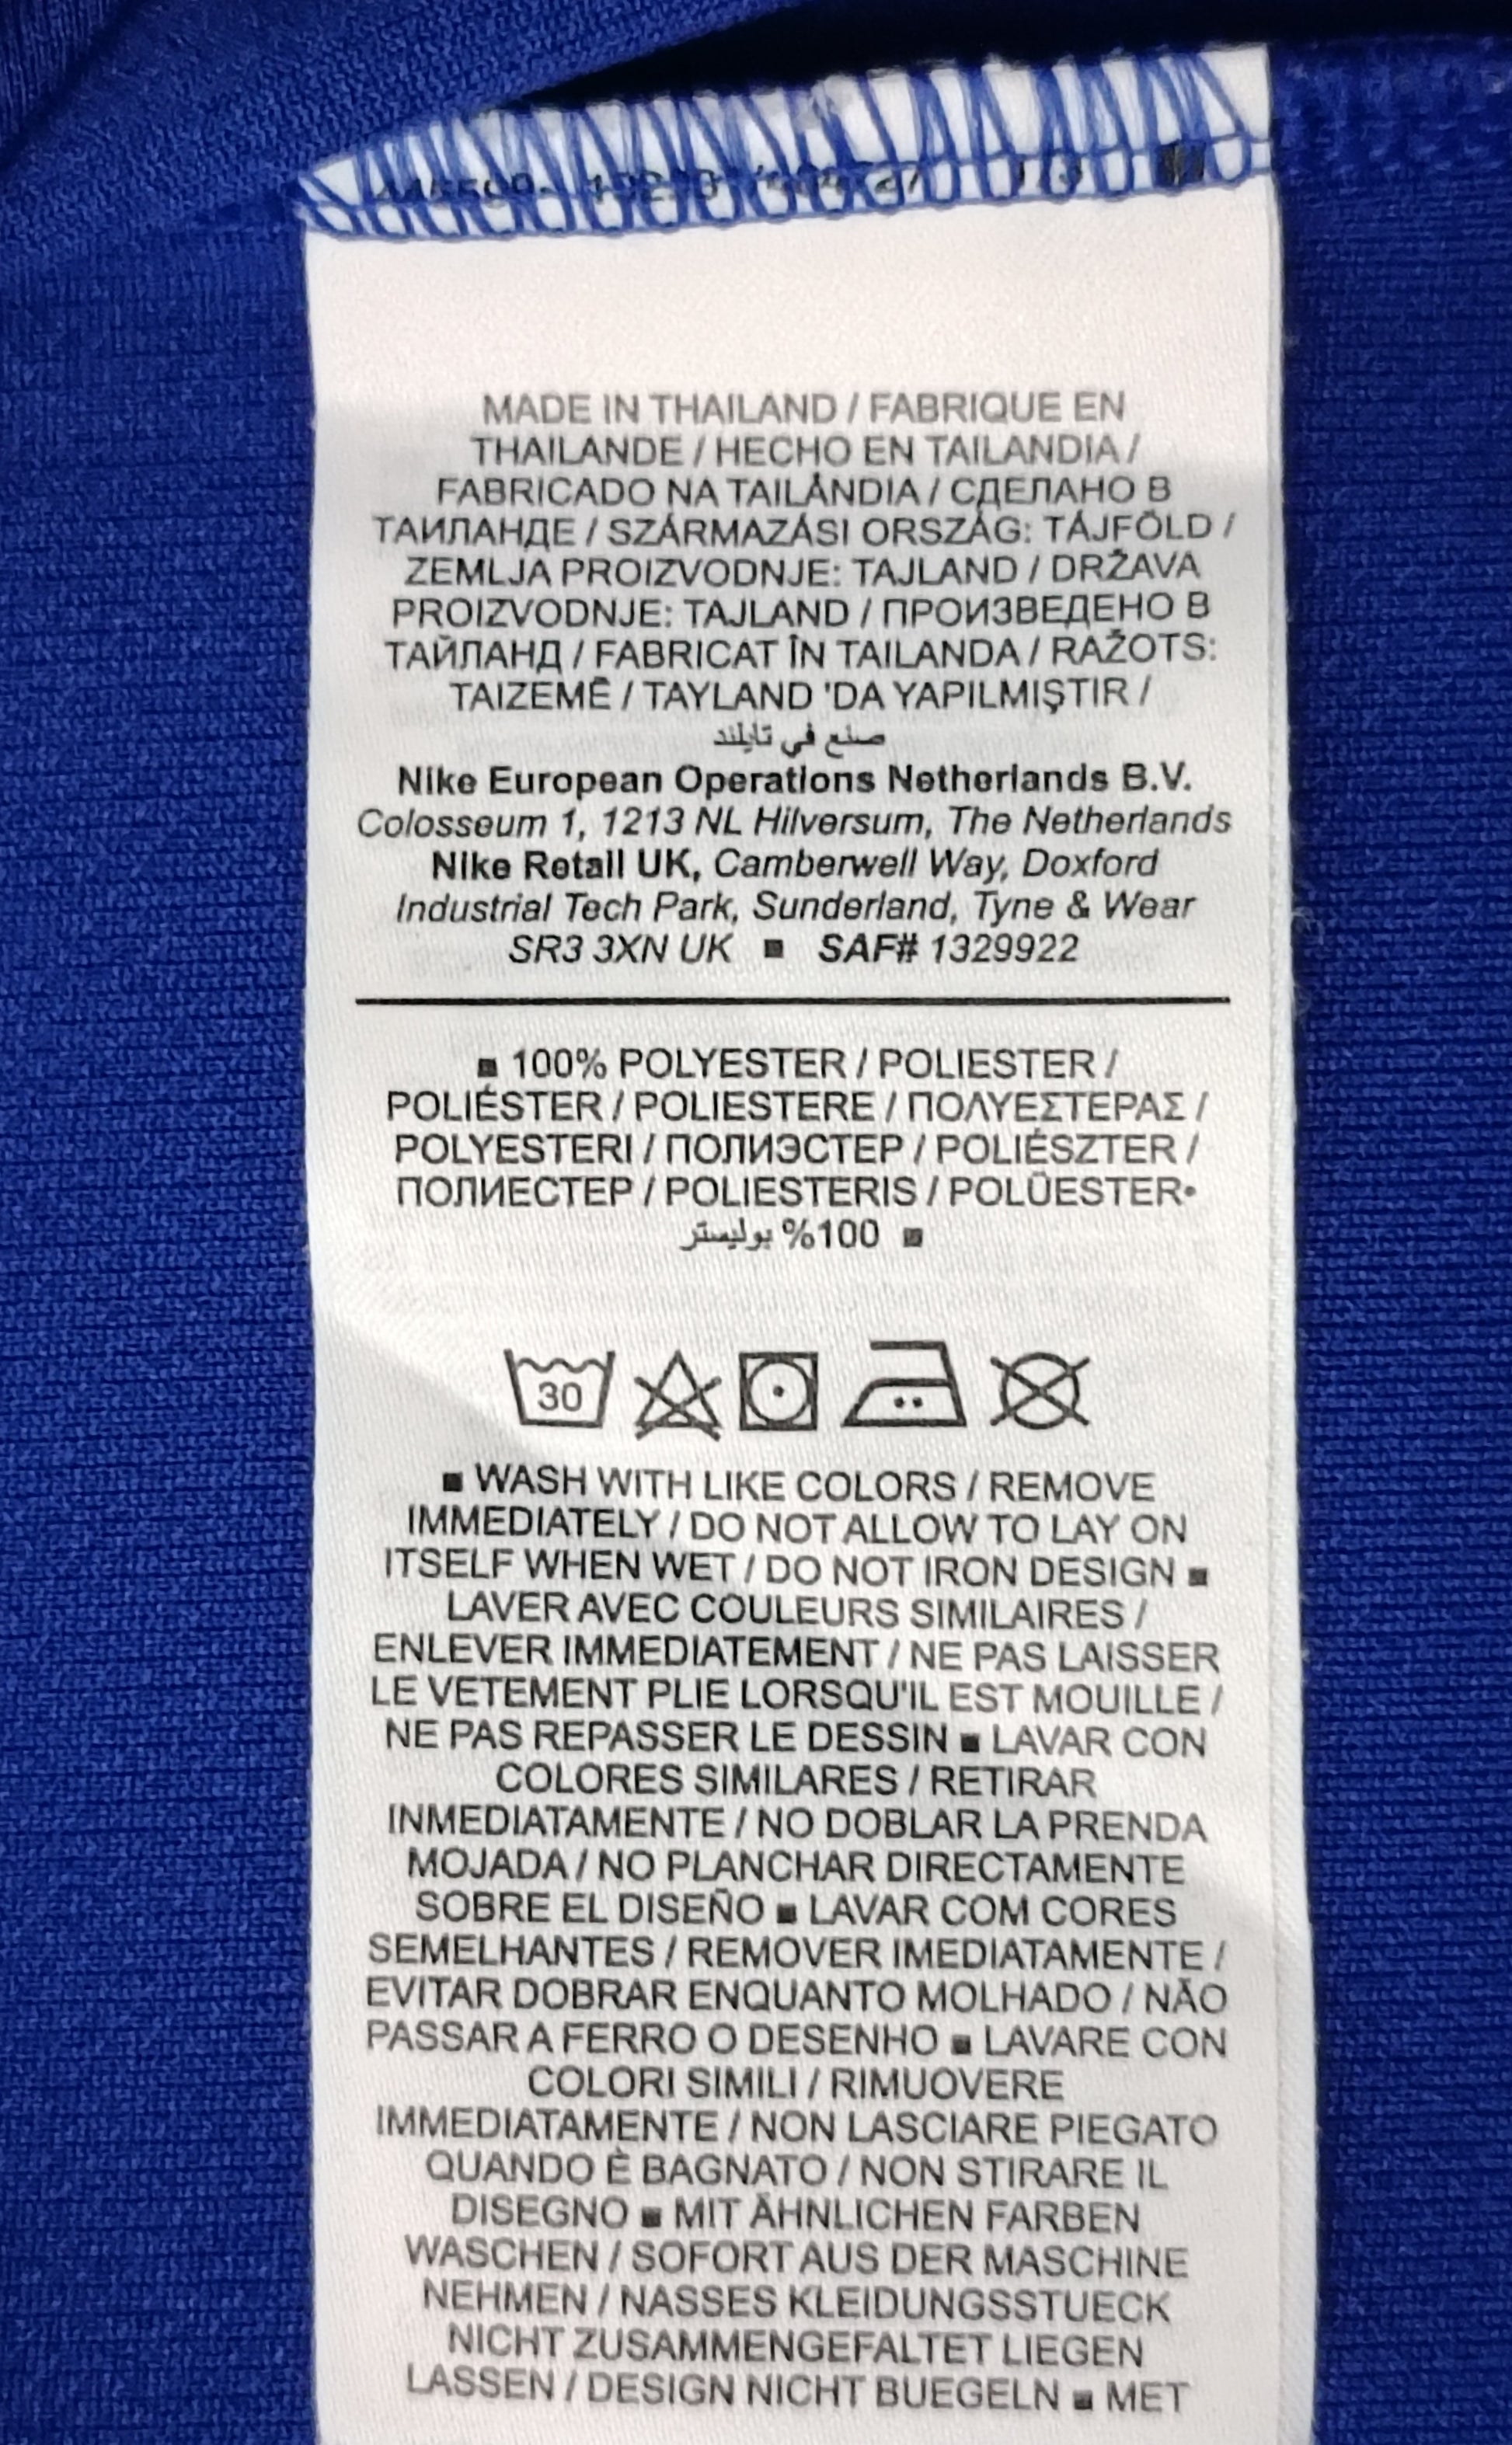 MADE IN THAILAND / FABRIQUE EN
THAILANDE / HECHO EN TAILANDIA /
FABRICADO NA TAILÂNDIA / СДЕЛАНО В
ТАИЛАНДЕ / SZÁRMAZÁSI ORSZÁG: TÁJFÖLD /
ZEMLJA PROIZVODNJE: TAJLAND / DRŽAVA
PROIZVODNJE: TAJLAND / ПРОИЗВЕДЕНО В
ТАЙЛАНД / FABRICAT ÎN TAILANDA / RAŽOTS:
TAIZEMĒ / TAYLAND 'DA YAPILMIŞTIR /
صنع في تايلند
Nike European Operations Netherlands B.V.
Colosseum 1, 1213 NL Hilversum, The Netherlands
Nike Retail UK, Camberwell Way, Doxford
Industrial Tech Park, Sunderland, Tyne & Wear
SR3 3XN UK ■ SAF# 1329922
■ 100% POLYESTER / POLIESTER /
POLIÉSTER / POLIESTERE / ΠΟΛΥΕΣΤΕΡΑΣ /
POLYESTERI / ПОЛИЭСТЕР / POLIÉSZTER /
ПОЛИЕСТЕР / POLIESTERIS / POLÜESTER•
■ 100% بوليستر
30
■ WASH WITH LIKE COLORS / REMOVE
IMMEDIATELY / DO NOT ALLOW TO LAY ON
ITSELF WHEN WET / DO NOT IRON DESIGN ■
LAVER AVEC COULEURS SIMILAIRES /
ENLEVER IMMEDIATEMENT / NE PAS LAISSER
LE VETEMENT PLIE LORSQU'IL EST MOUILLE /
NE PAS REPASSER LE DESSIN ■ LAVAR CON
COLORES SIMILARES / RETIRAR
INMEDIATAMENTE / NO DOBLAR LA PRENDA
MOJADA / NO PLANCHAR DIRECTAMENTE
SOBRE EL DISEÑO ■ LAVAR COM CORES
SEMELHANTES / REMOVER IMEDIATAMENTE /
EVITAR DOBRAR ENQUANTO MOLHADO / NÃO
PASSAR A FERRO O DESENHO ■ LAVARE CON
COLORI SIMILI / RIMUOVERE
IMMEDIATAMENTE / NON LASCIARE PIEGATO
QUANDO È BAGNATO / NON STIRARE IL
DISEGNO ■ MIT ÄHNLICHEN FARBEN
WASCHEN / SOFORT AUS DER MASCHINE
NEHMEN / NASSES KLEIDUNGSSTUECK
NICHT ZUSAMMENGEFALTET LIEGEN
LASSEN / DESIGN NICHT BUEGELN ■ MET